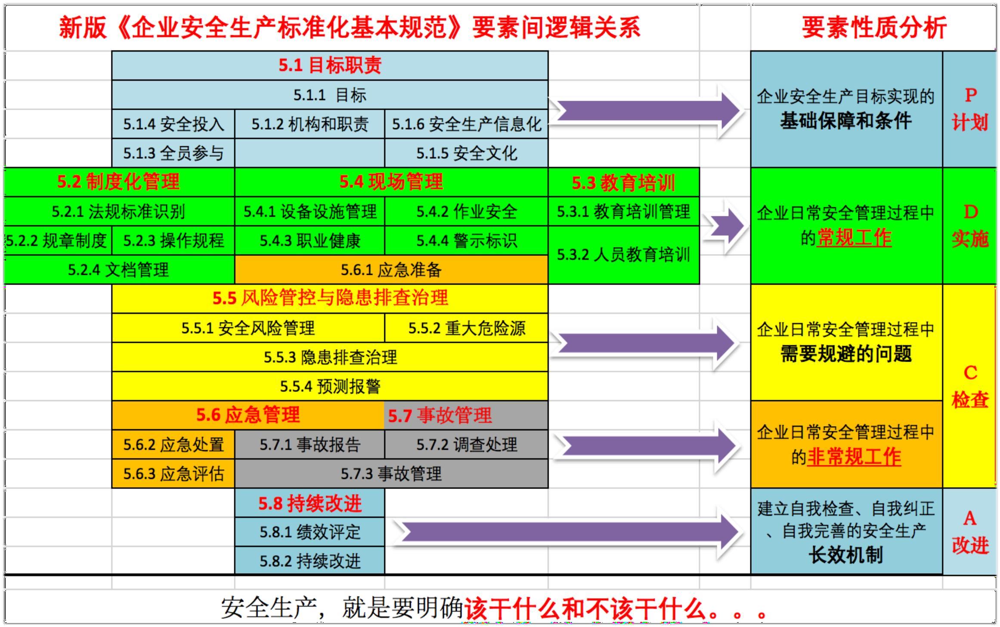 新版《企业安全生产标准化基本规范》要素间逻辑关系
要素性质分析
5.1 目标职责
5.1.1 目标
5.1.4 安全投入
5.1.2 机构和职责
5.1.6 安全生产信息化
5.1.3 全员参与
5.1.5 安全文化
企业安全生产目标实现的
基础保障和条件
P
计划
5.2 制度化管理
5.4 现场管理
5.3 教育培训
5.2.1 法规标准识别
5.4.1 设备设施管理
5.4.2 作业安全
5.3.1 教育培训管理
5.2.2 规章制度
5.2.3 操作规程
5.4.3 职业健康
5.4.4 警示标识
5.3.2 人员教育培训
5.2.4 文档管理
5.6.1 应急准备
企业日常安全管理过程中
的常规工作
D
实施
5.5 风险管控与隐患排查治理
5.5.1 安全风险管理
5.5.2 重大危险源
5.5.3 隐患排查治理
5.5.4 预测报警
企业日常安全管理过程中
需要规避的问题
C
检查
5.6 应急管理
5.7 事故管理
5.6.2 应急处置
5.7.1 事故报告
5.7.2 调查处理
5.6.3 应急评估
5.7.3 事故管理
企业日常安全管理过程中
的非常规工作
5.8 持续改进
5.8.1 绩效评定
5.8.2 持续改进
建立自我检查、自我纠正
、自我完善的安全生产
长效机制
A
改进
安全生产，就是要明确该干什么和不该干什么。。。